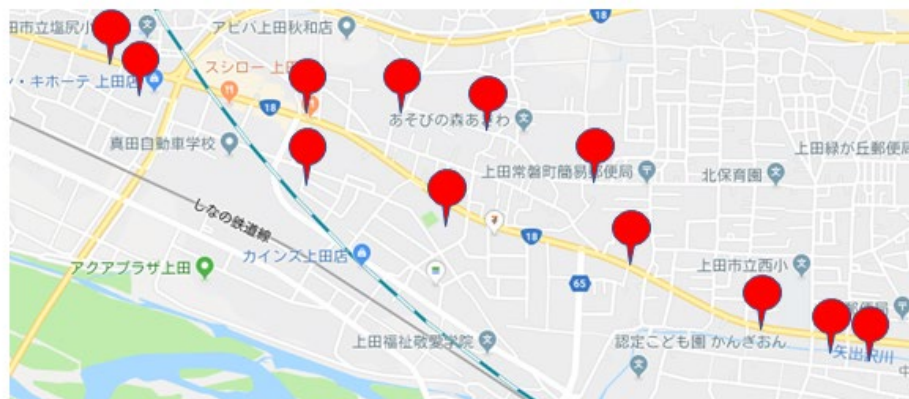 田市立塩尻小
アピバ上田秋和店
18
スシロー 上田
ン・キホーテ 上田店
18
あそびの森あ
わ
真田自動車学校
上田緑が丘郵便局
上田常磐町簡易郵便局
北保育園
しなの鉄道線
18
カインズ上田店
アクアプラザ上田
上田市立西小
65
郵便局
上田福祉敬愛学院
認定こども園 かんぎおん
矢出沢川
中